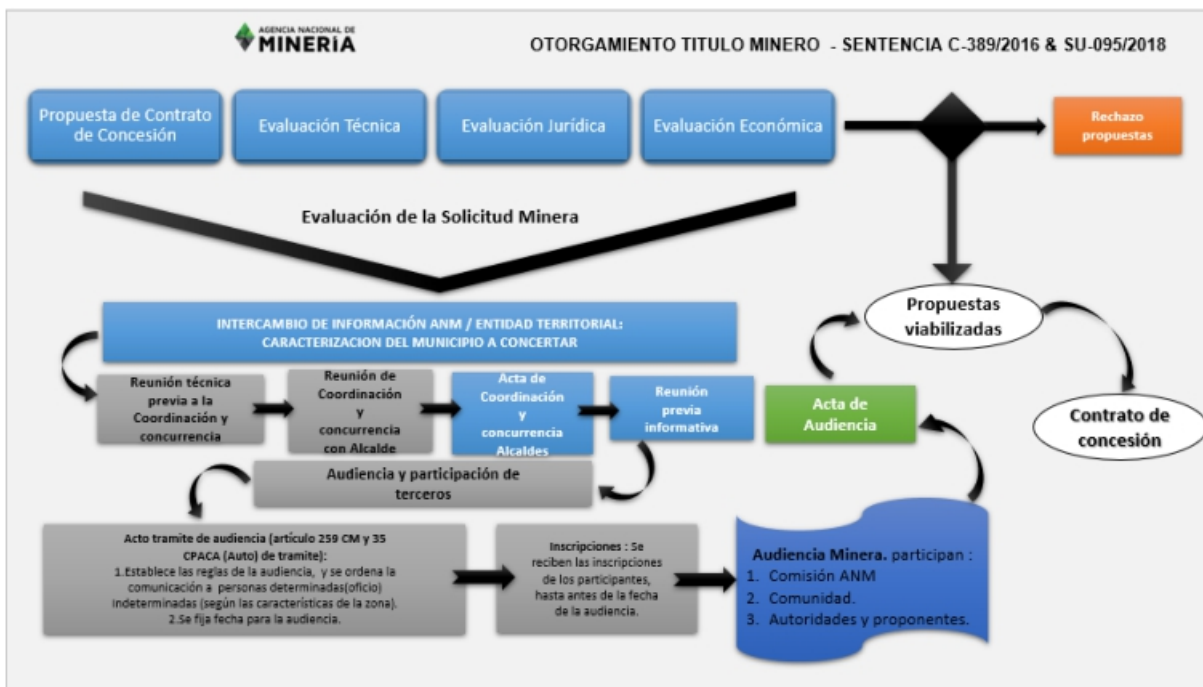 AGENCIA NACIONAL DE
MINERÍA
OTORGAMIENTO TITULO MINERO - SENTENCIA C-389/2016 & SU-095/2018
Propuesta de Contrato
de Concesión
Evaluación Técnica
Evaluación Jurídica
Evaluación Económica
Rechazo
propuestas
Evaluación de la Solicitud Minera
Propuestas
viabilizadas
INTERCAMBIO DE INFORMACIÓN ANM / ENTIDAD TERRITORIAL:
CARACTERIZACION DEL MUNICIPIO A CONCERTAR
Reunión técnica
previa a la
Coordinación y
concurrencia
Reunión de
Coordinación
y
concurrencia
con Alcalde
Acta de
Coordinación
y
concurrencia
Alcaldes
Reunión
previa
informativa
Acta de
Audiencia
Contrato de
concesión
Audiencia y participación de
terceros
Acto tramite de audiencia (artículo 259 CM y 35
CPACA (Auto) de tramite):
1.Establece las reglas de la audiencia, y se ordena la
comunicación a personas determinadas(oficio)
Indeterminadas (según las características de la zona).
2.Se fija fecha para la audiencia.
Inscripciones : Se
reciben las inscripciones
de los participantes,
hasta antes de la fecha
de la audiencia.
Audiencia Minera. participan :
1. Comisión ANM
2. Comunidad.
3. Autoridades y proponentes.